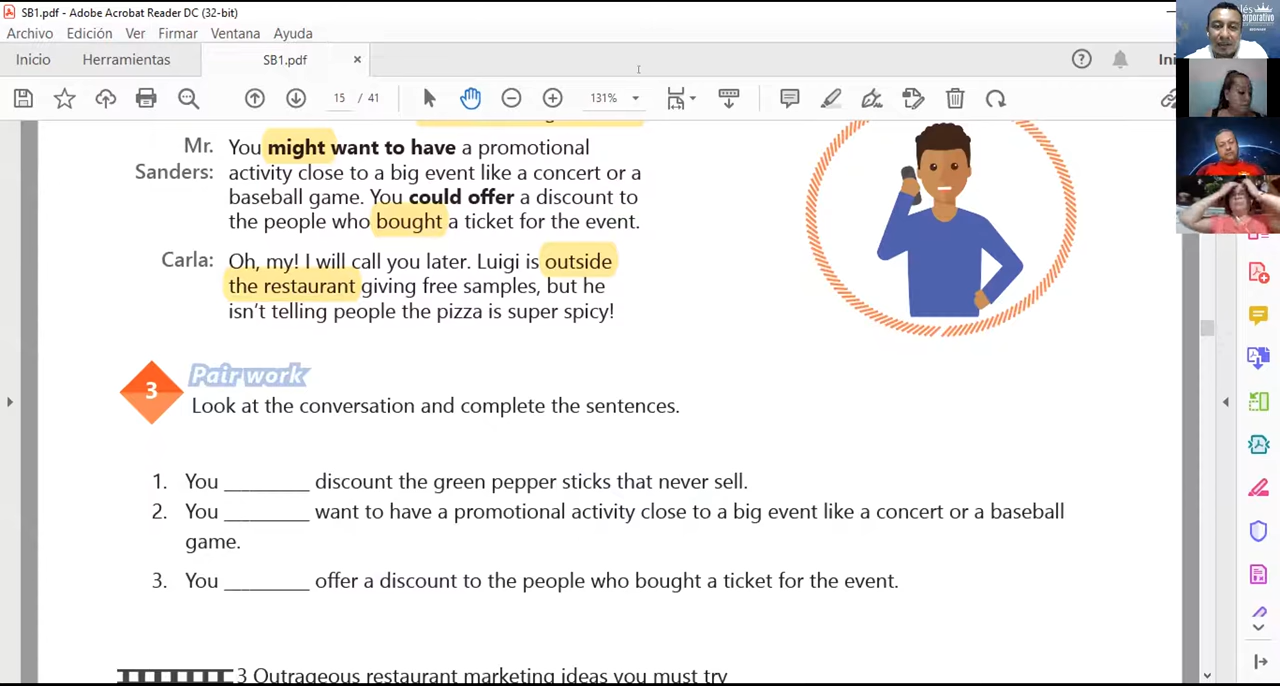 SB1.pdf - Adobe Acrobat Reader DC (32-bit)
Archivo Edición Ver Firmar Ventana Ayuda
Inicio Herramientas SB1.pdf × Ini
15 / 41 131%
Mr. You might want to have a promotional
Sanders: activity close to a big event like a concert or a
baseball game. You could offer a discount to
the people who bought a ticket for the event.
Carla: Oh, my! I will call you later. Luigi is outside
the restaurant giving free samples, but he
isn't telling people the pizza is super spicy!
3 Pair work
Look at the conversation and complete the sentences.
1. You _________ discount the green pepper sticks that never sell.
2. You _________ want to have a promotional activity close to a big event like a concert or a baseball
game.
3. You _________ offer a discount to the people who bought a ticket for the event.
3 Outrageous restaurant marketing ideas you must try